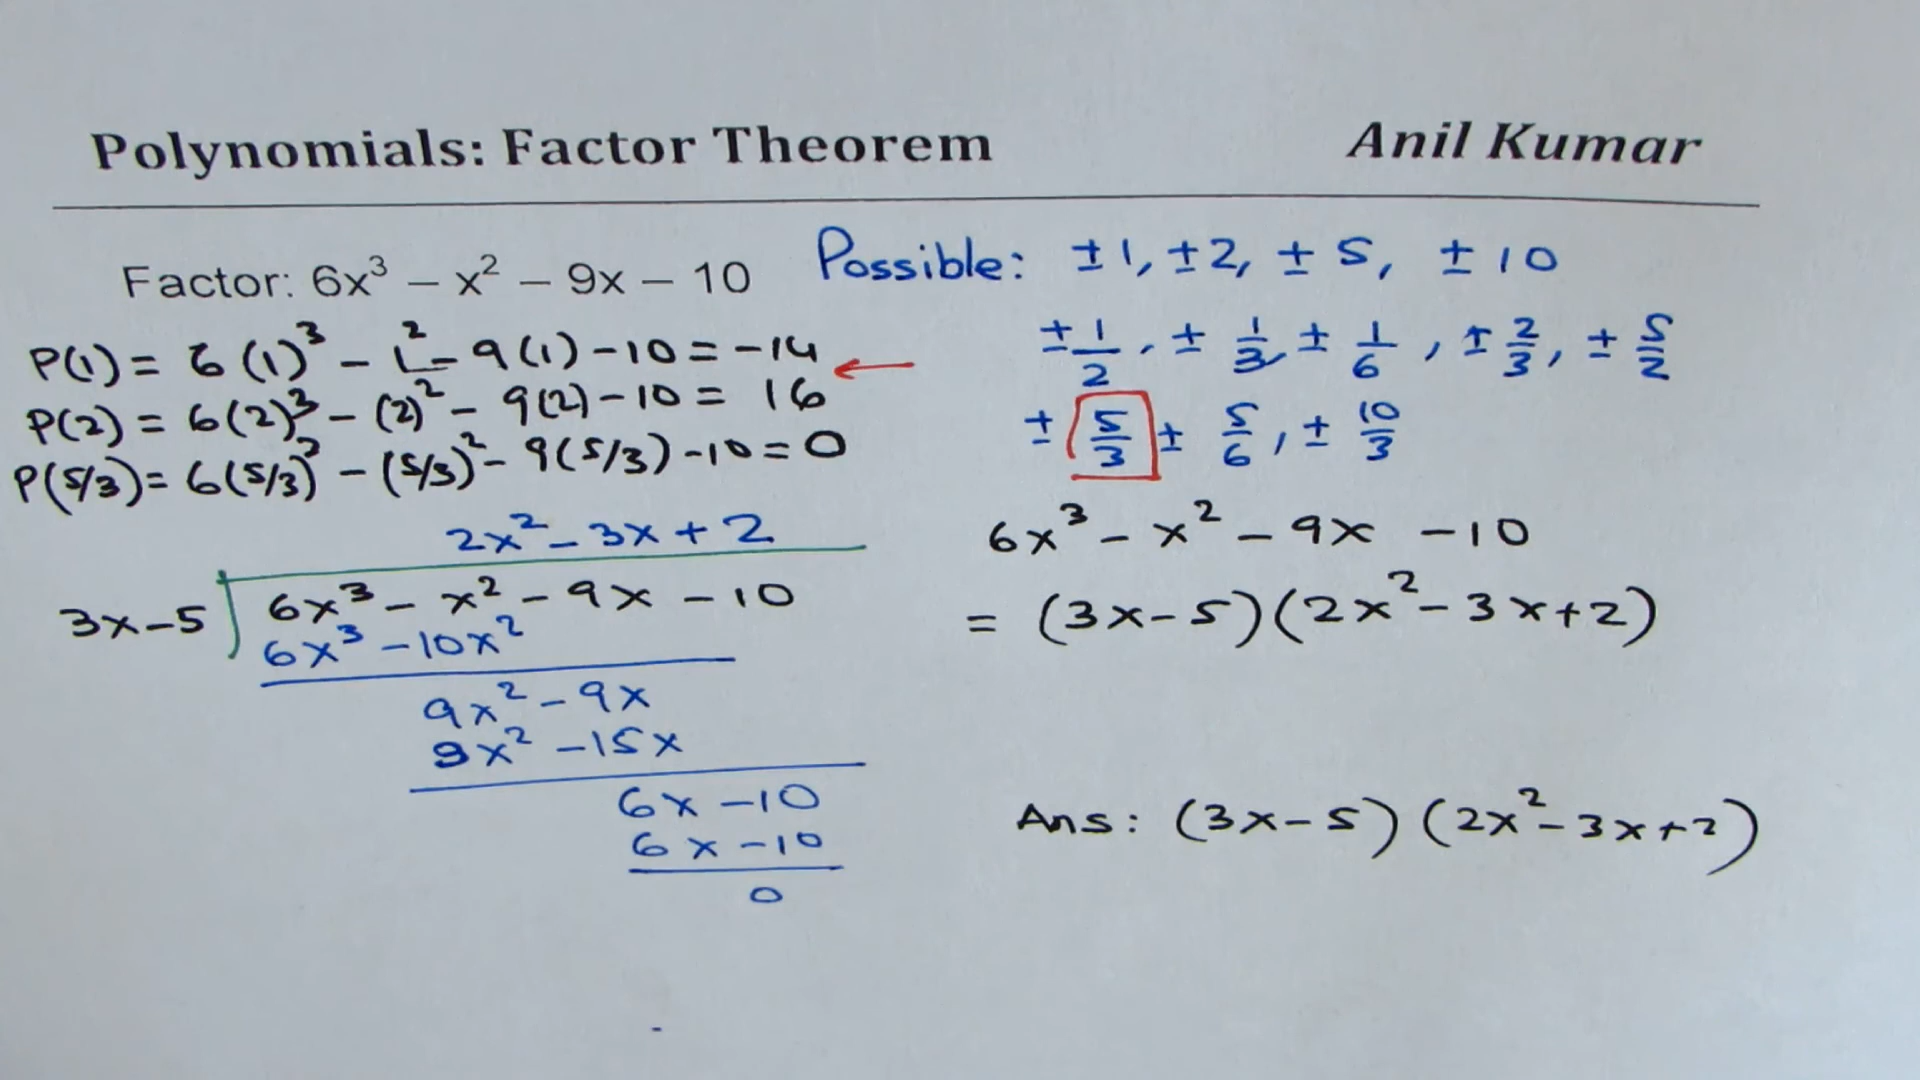 Polynomials: Factor Theorem
Anil Kumar
Factor: 6x³ – x² – 9x – 10
P(1) = 6(1)³ – 1² – 9(1) – 10 = –14
P(2) = 6(2)³ – (2)² – 9(2) – 10 = 16
P(5/3) = 6(5/3)³ – (5/3)² – 9(5/3) – 10 = 0
2x² – 3x + 2
3x – 5 ) 6x³ – x² – 9x – 10
6x³ – 10x²
9x² – 9x
9x² – 15x
6x – 10
6x – 10
0
Possible: ±1, ±2, ±5, ±10
±1/2, ±1/3, ±1/6, ±2/3, ±5/2
±5/3 ±5/6, ±10/3
6x³ – x² – 9x – 10
= (3x – 5)(2x² – 3x + 2)
Ans: (3x – 5)(2x² – 3x + 2)